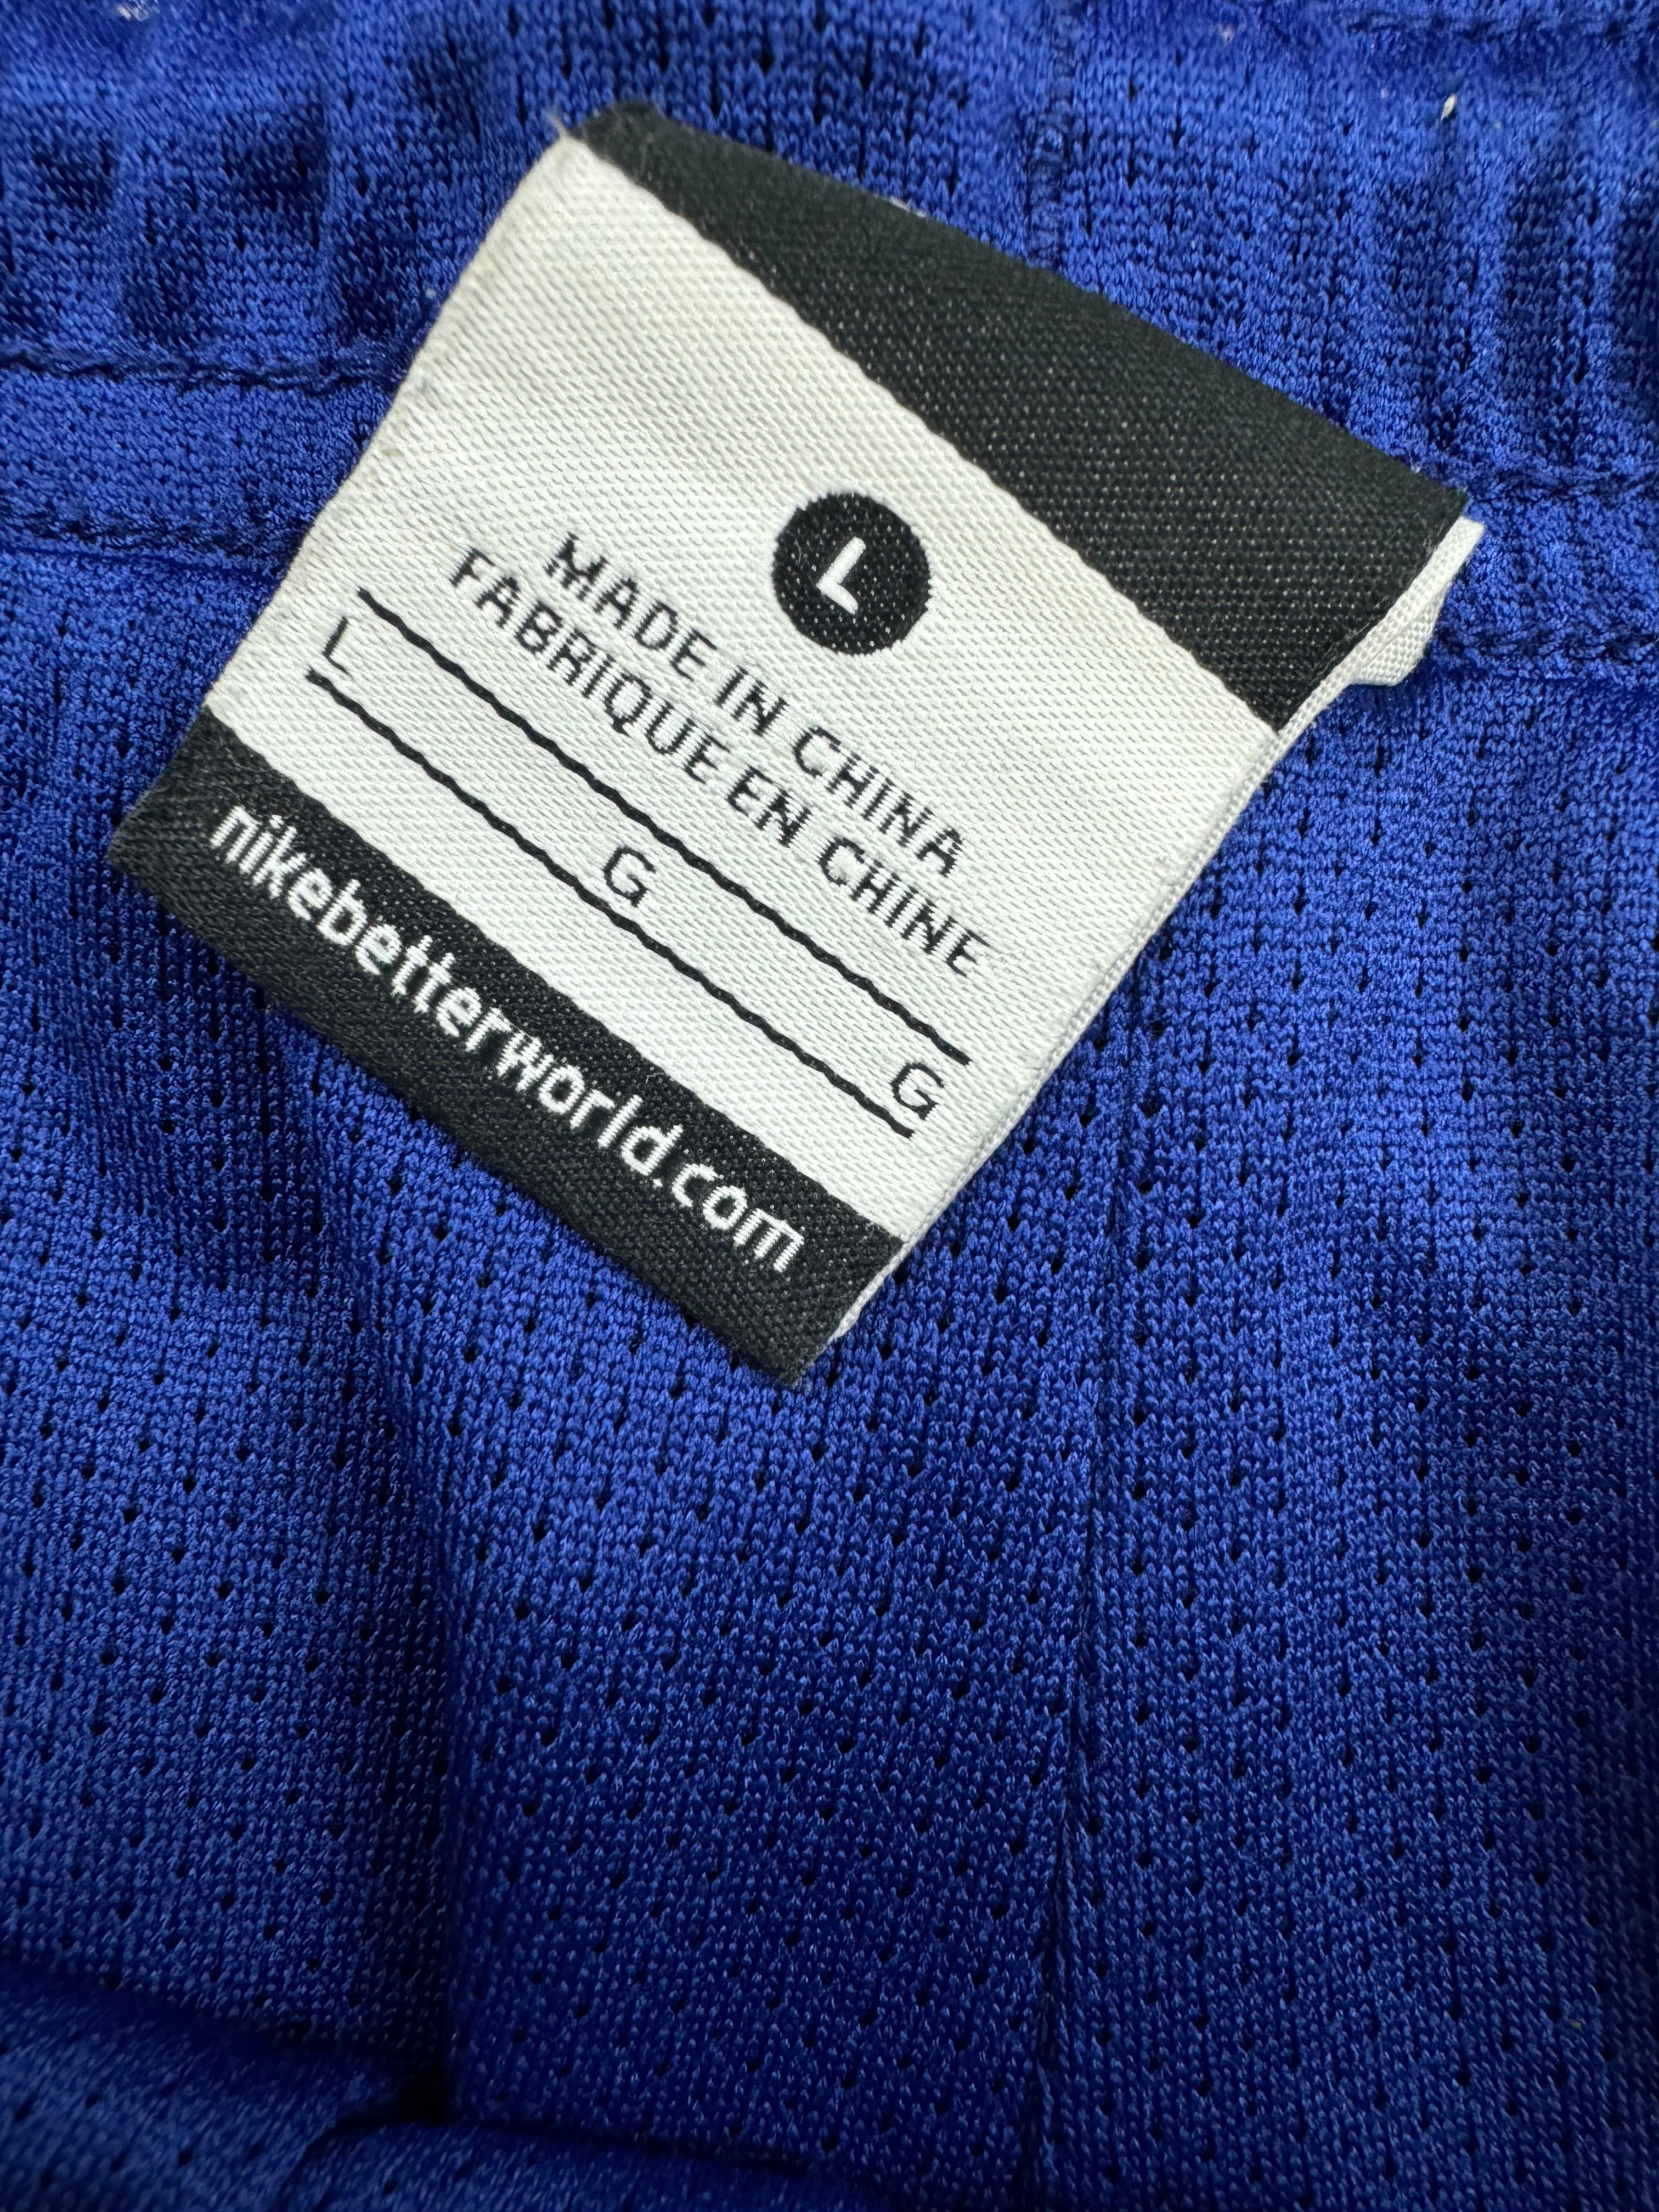 L
MADE IN CHINA
FABRIQUE EN CHINE
L G G
nikebetterworld.com